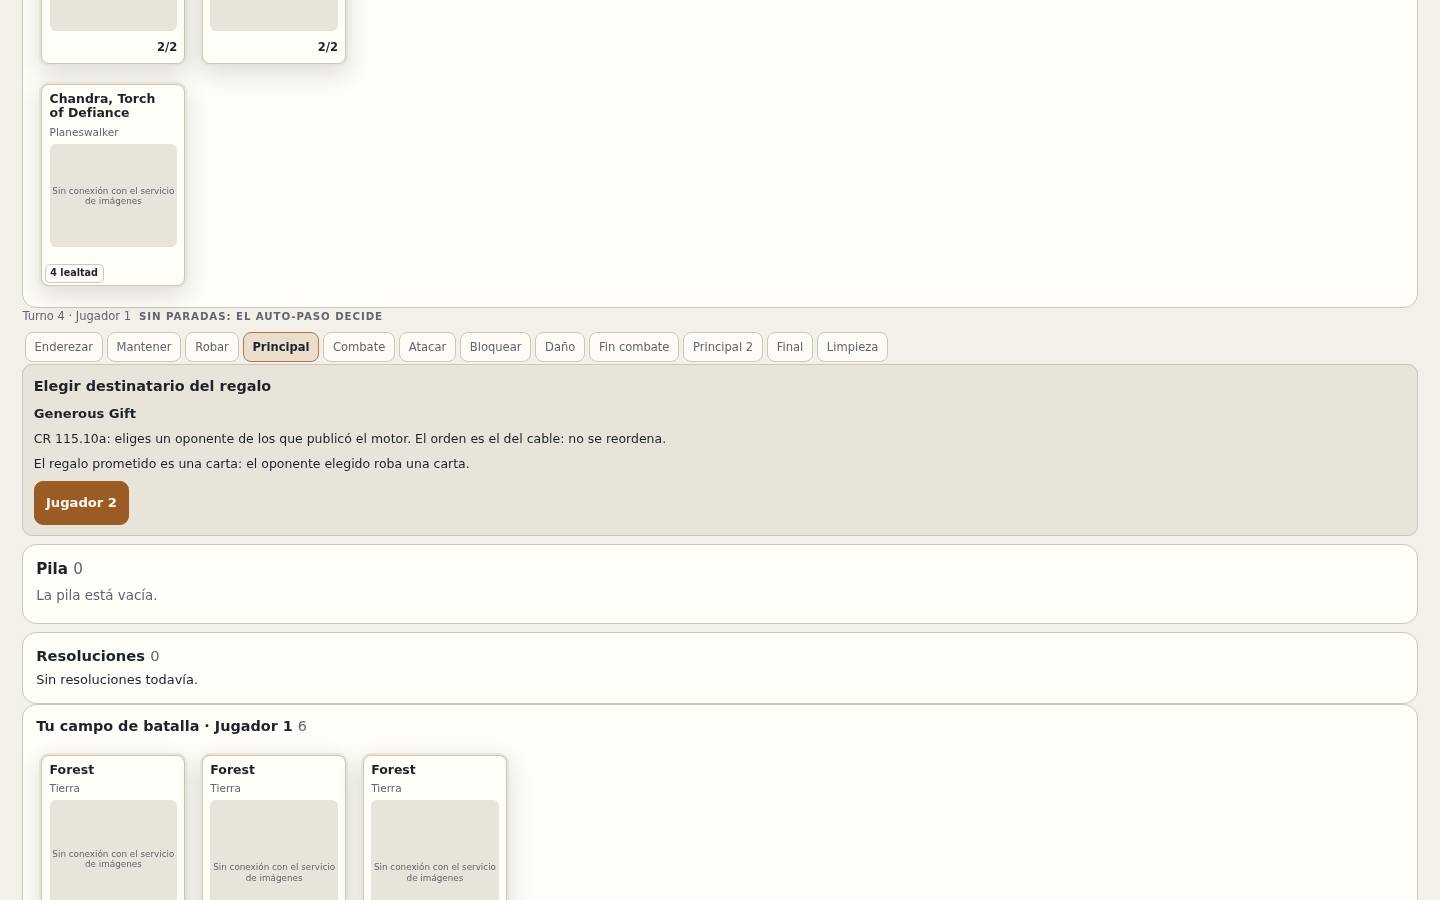 2/2
2/2
Chandra, Torch
of Defiance
Planeswalker
Sin conexión con el servicio
de imágenes
4 lealtad
Turno 4 · Jugador 1 SIN PARADAS: EL AUTO-PASO DECIDE
Enderezar Mantener Robar Principal Combate Atacar Bloquear Daño Fin combate Principal 2 Final Limpieza
Elegir destinatario del regalo
Generous Gift
CR 115.10a: eliges un oponente de los que publicó el motor. El orden es el del cable: no se reordena.
El regalo prometido es una carta: el oponente elegido roba una carta.
Jugador 2
Pila 0
La pila está vacía.
Resoluciones 0
Sin resoluciones todavía.
Tu campo de batalla · Jugador 1 6
Forest Forest Forest
Tierra Tierra Tierra
Sin conexión con el servicio
de imágenes
Sin conexión con el servicio
de imágenes
Sin conexión con el servicio
de imágenes